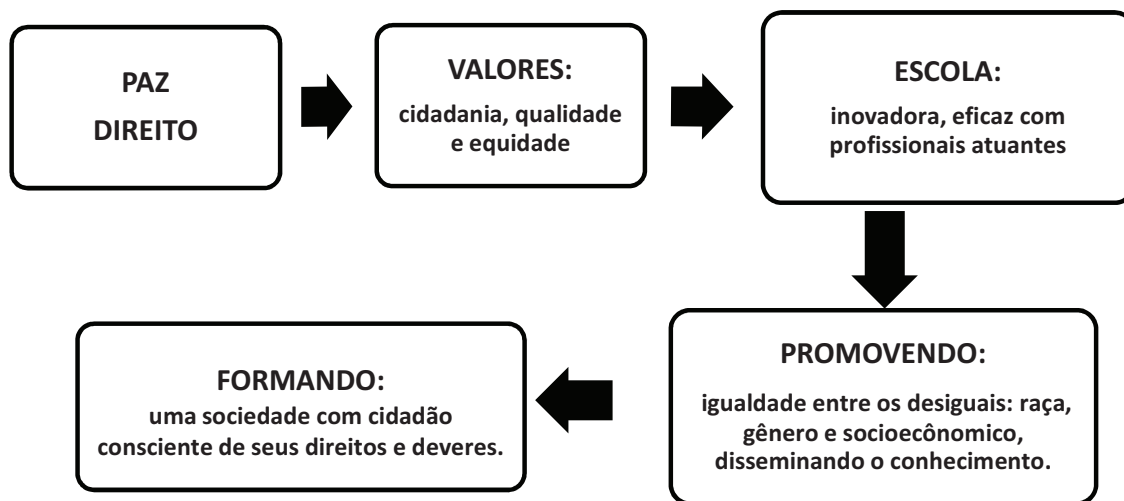 PAZ
DIREITO
VALORES:
cidadania, qualidade
e equidade
ESCOLA:
inovadora, eficaz com
profissionais atuantes
PROMOVENDO:
igualdade entre os desiguais: raça,
gênero e socioecônomico,
disseminando o conhecimento.
FORMANDO:
uma sociedade com cidadão
consciente de seus direitos e deveres.